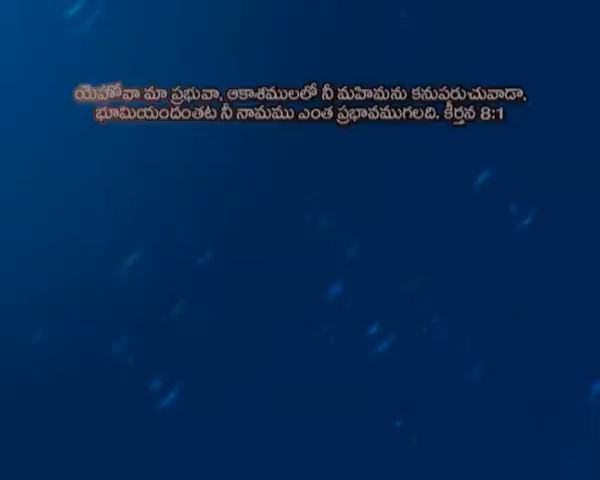 యెహోవా మా ప్రభువా, ఆకాశములలో నీ మహిమను కనుపరుచువాడా,
భూమియందంతట నీ నామము ఎంత ప్రభావముగలది. కీర్తన 8:1